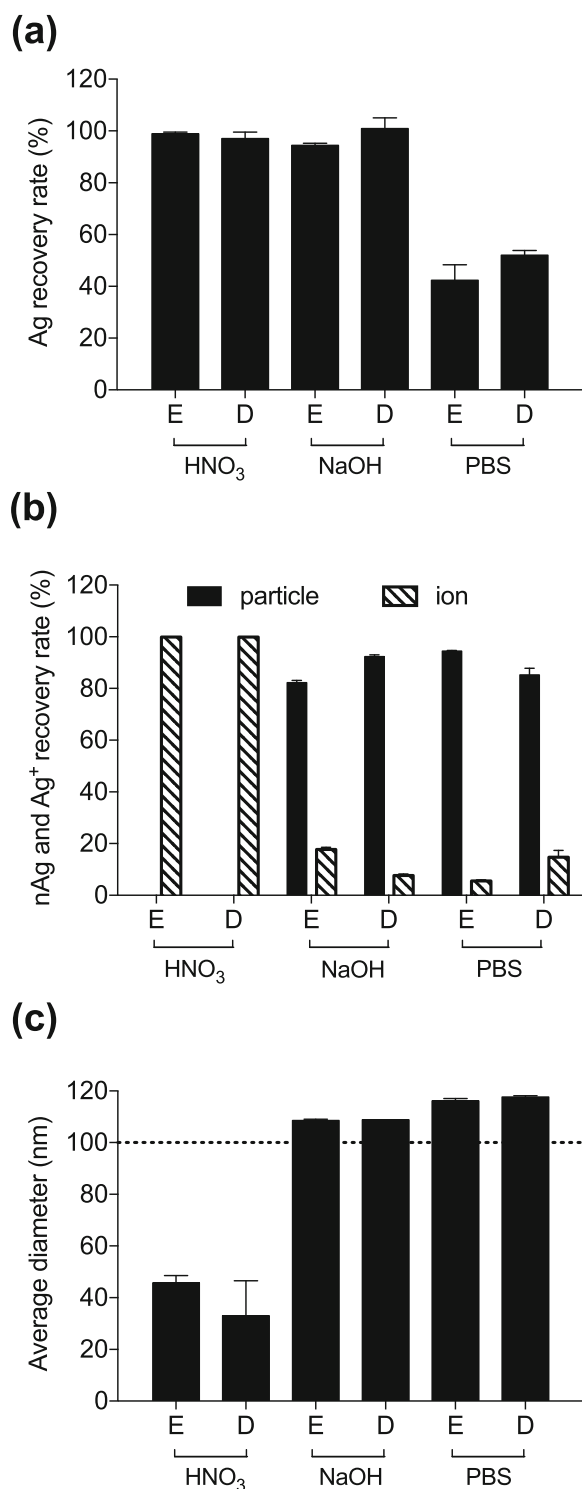 (a)
Ag recovery rate (%)
120
100
80
60
40
20
0
E D E D E D
HNO₃ NaOH PBS
(b)
nAg and Ag⁺ recovery rate (%)
120
100
80
60
40
20
0
particle ion
E D E D E D
HNO₃ NaOH PBS
(c)
Average diameter (nm)
120
100
80
60
40
20
0
E D E D E D
HNO₃ NaOH PBS